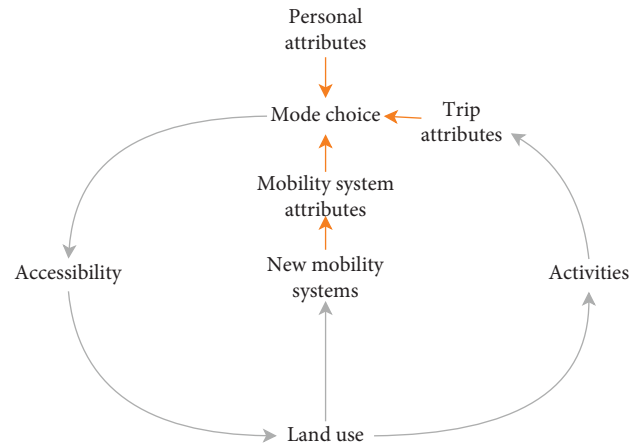 Personal
attributes
Mode choice
Trip
attributes
Mobility system
attributes
Accessibility
New mobility
systems
Activities
Land use